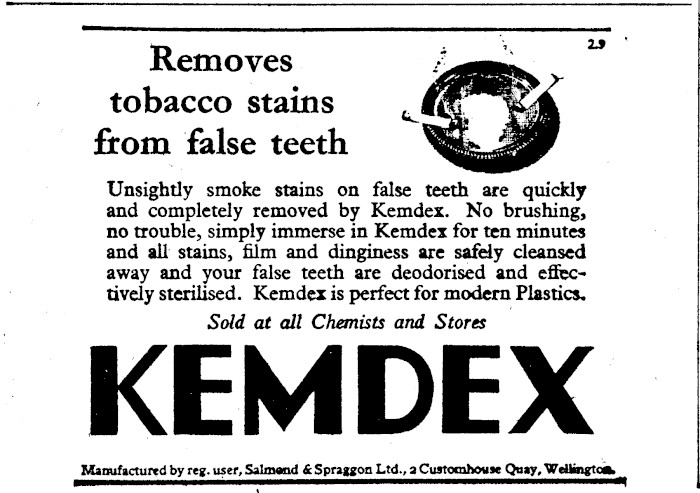 2.9
Removes
tobacco stains
from false teeth
Unsightly smoke stains on false teeth are quickly
and completely removed by Kemdex. No brushing,
no trouble, simply immerse in Kemdex for ten minutes
and all stains, film and dinginess are safely cleansed
away and your false teeth are deodorised and effec-
tively sterilised. Kemdex is perfect for modern Plastics.
Sold at all Chemists and Stores
KEMDEX
Manufactured by reg. user, Salmond & Spraggon Ltd., 2 Customhouse Quay, Wellington.